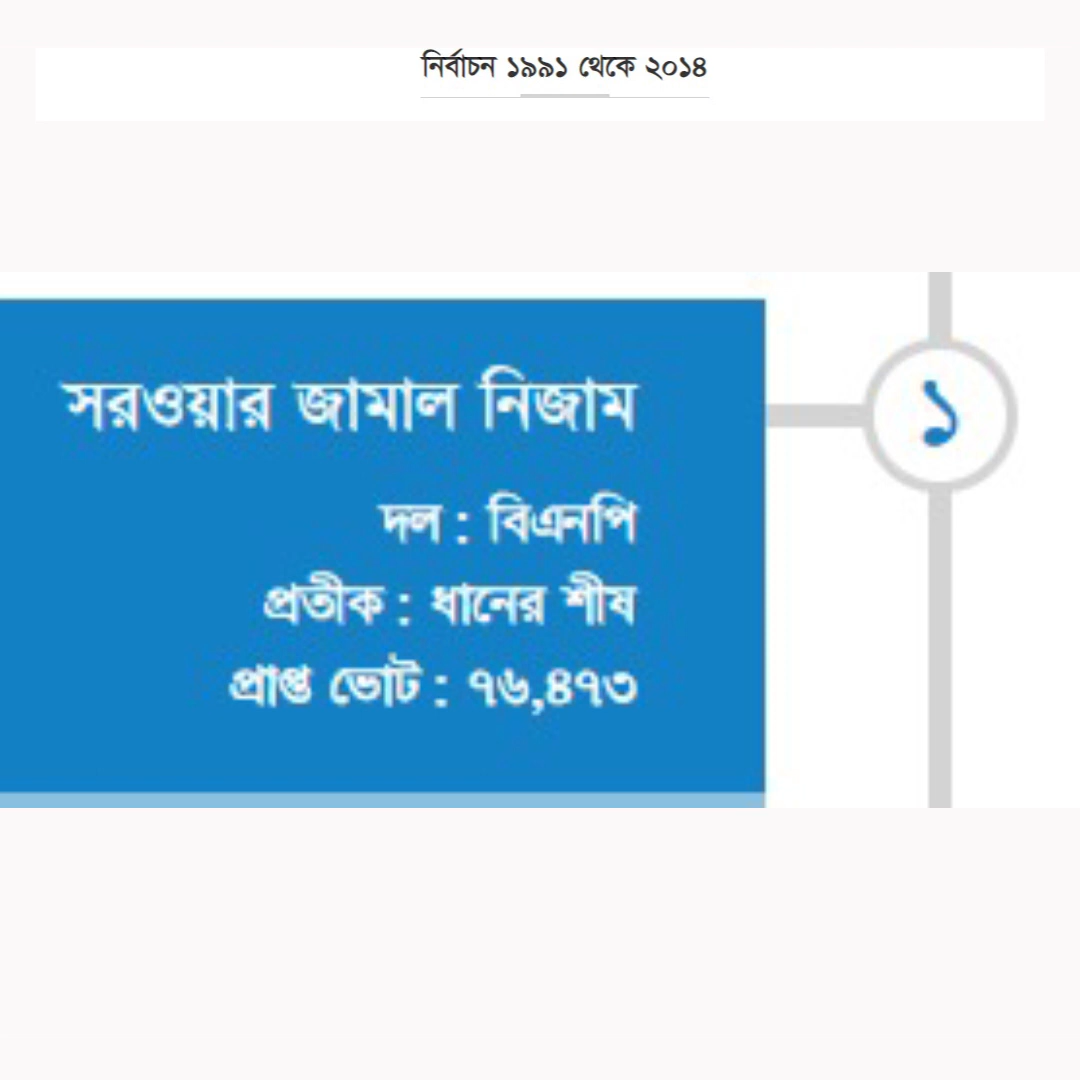 নির্বাচন ১৯৯১ থেকে ২০১৪
সরওয়ার জামাল নিজাম
১
দল : বিএনপি
প্রতীক : ধানের শীষ
প্রাপ্ত ভোট : ৭৬,৪৭৩